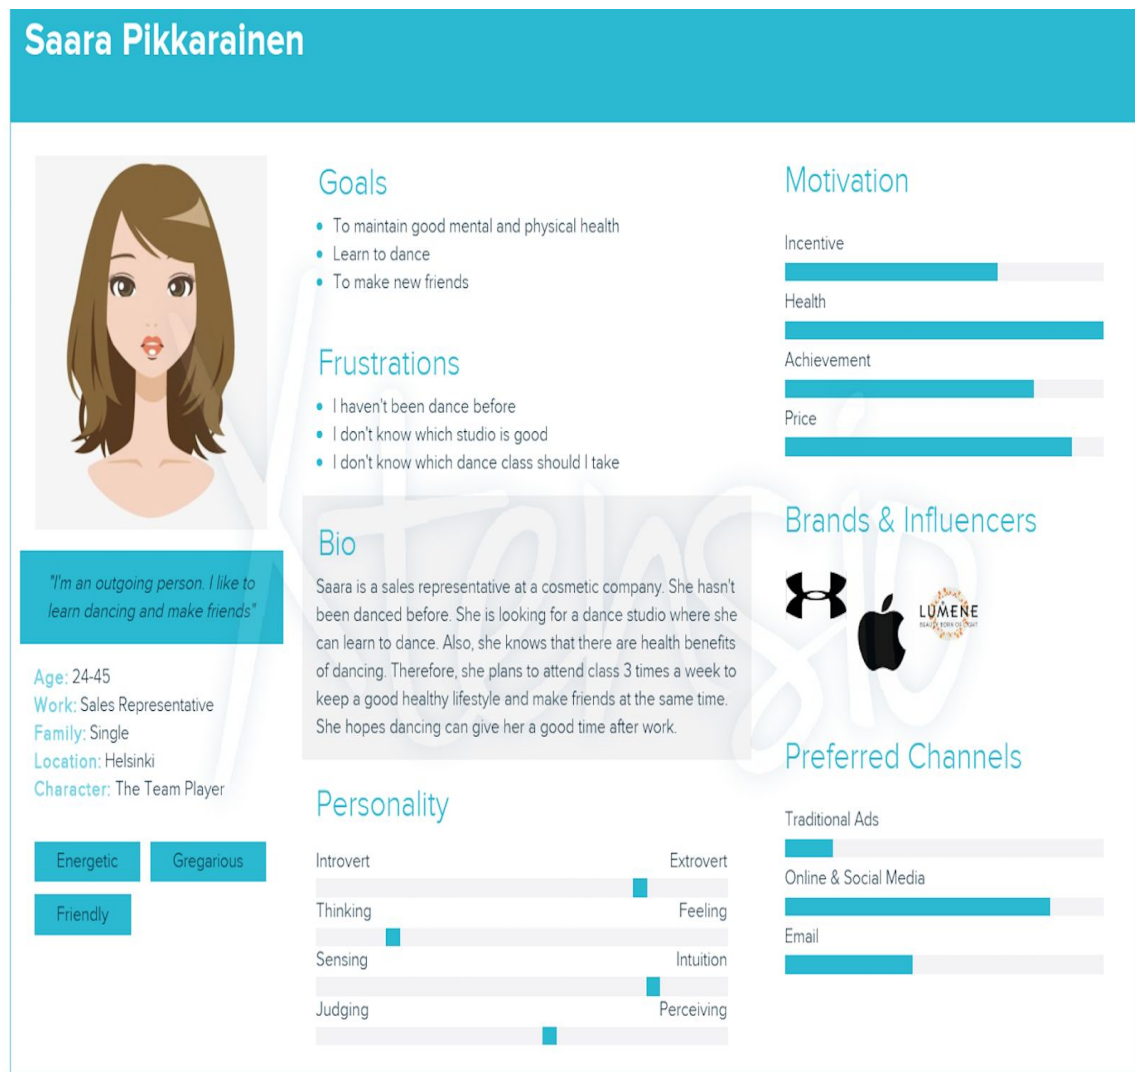 Saara Pikkarainen
"I'm an outgoing person. I like to
learn dancing and make friends"
Age: 24-45
Work: Sales Representative
Family: Single
Location: Helsinki
Character: The Team Player
Energetic
Gregarious
Friendly
Goals
To maintain good mental and physical health
Learn to dance
To make new friends
Frustrations
I haven't been dance before
I don't know which studio is good
I don't know which dance class should I take
Bio
Saara is a sales representative at a cosmetic company. She hasn't
been danced before. She is looking for a dance studio where she
can learn to dance. Also, she knows that there are health benefits
of dancing. Therefore, she plans to attend class 3 times a week to
keep a good healthy lifestyle and make friends at the same time.
She hopes dancing can give her a good time after work.
Personality
Introvert Extrovert
Thinking Feeling
Sensing Intuition
Judging Perceiving
Motivation
Incentive
Health
Achievement
Price
Brands & Influencers
LUMENE
BEAUTY BORN OF LIGHT
Preferred Channels
Traditional Ads
Online & Social Media
Email
Xtensio